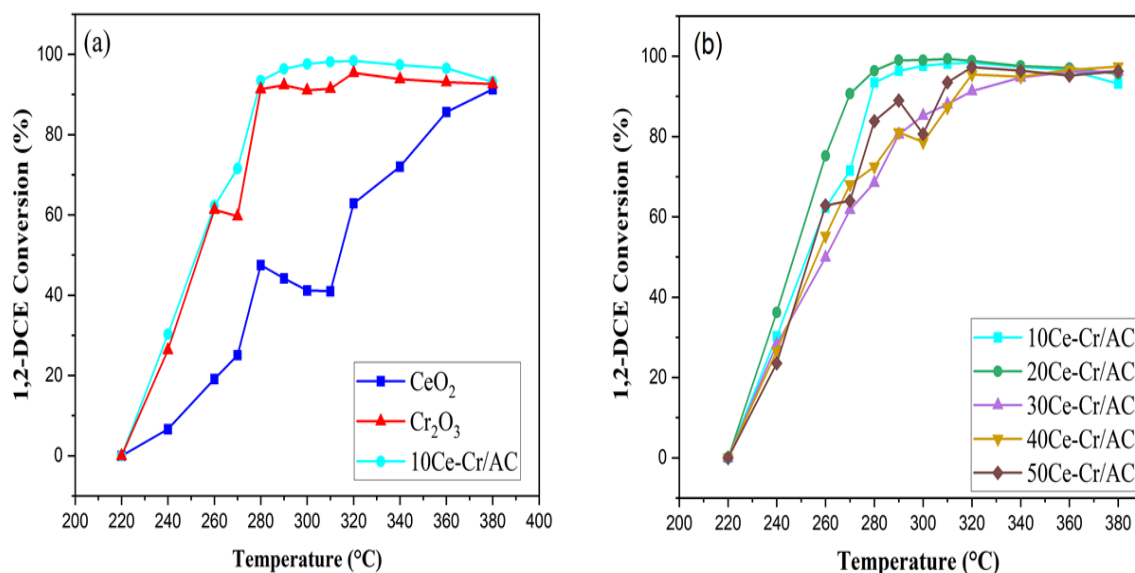 (a)
1,2-DCE Conversion (%)
100
80
60
40
20
0
CeO₂
Cr₂O₃
10Ce-Cr/AC
200 220 240 260 280 300 320 340 360 380 400
Temperature (°C)
(b)
1,2-DCE Conversion (%)
100
80
60
40
20
0
10Ce-Cr/AC
20Ce-Cr/AC
30Ce-Cr/AC
40Ce-Cr/AC
50Ce-Cr/AC
200 220 240 260 280 300 320 340 360 380
Temperature (°C)